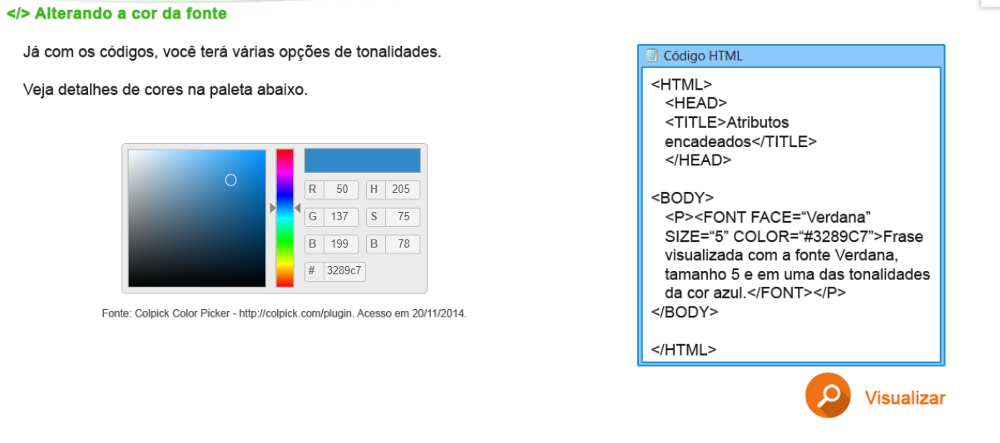 </> Alterando a cor da fonte
Já com os códigos, você terá várias opções de tonalidades.
Veja detalhes de cores na paleta abaixo.
R 50 H 205
G 137 S 75
B 199 B 78
# 3289c7
Fonte: Colpick Color Picker - http://colpick.com/plugin. Acesso em 20/11/2014.
Código HTML
<HTML>
<HEAD>
<TITLE>Atributos
encadeados</TITLE>
</HEAD>
<BODY>
<P><FONT FACE=“Verdana”
SIZE=“5” COLOR=“#3289C7”>Frase
visualizada com a fonte Verdana,
tamanho 5 e em uma das tonalidades
da cor azul.</FONT></P>
</BODY>
</HTML>
Visualizar